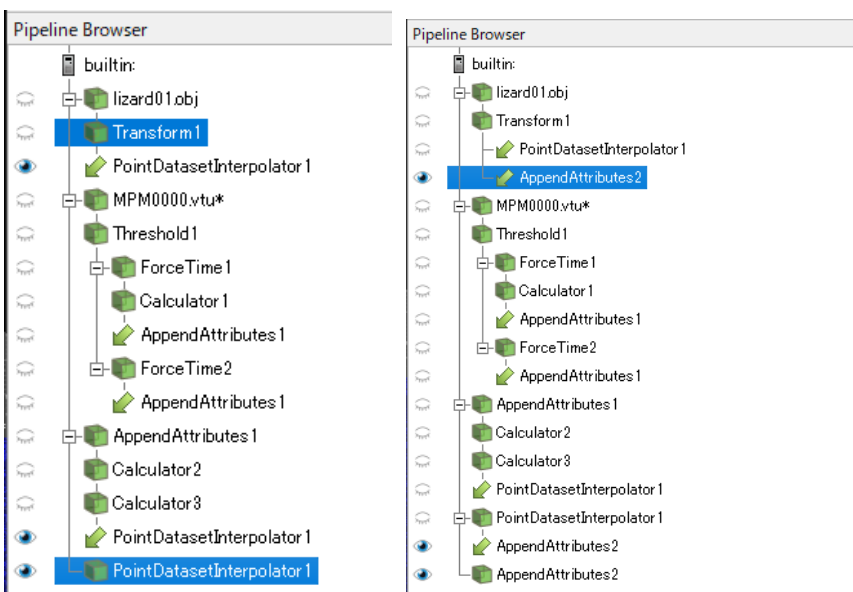 Pipeline Browser
builtin:
lizard01.obj
Transform1
PointDatasetInterpolator1
MPM0000.vtu*
Threshold1
ForceTime1
Calculator1
AppendAttributes1
ForceTime2
AppendAttributes1
AppendAttributes1
Calculator2
Calculator3
PointDatasetInterpolator1
PointDatasetInterpolator1
Pipeline Browser
builtin:
lizard01.obj
Transform1
PointDatasetInterpolator1
AppendAttributes2
MPM0000.vtu*
Threshold1
ForceTime1
Calculator1
AppendAttributes1
ForceTime2
AppendAttributes1
AppendAttributes1
Calculator2
Calculator3
PointDatasetInterpolator1
PointDatasetInterpolator1
AppendAttributes2
AppendAttributes2